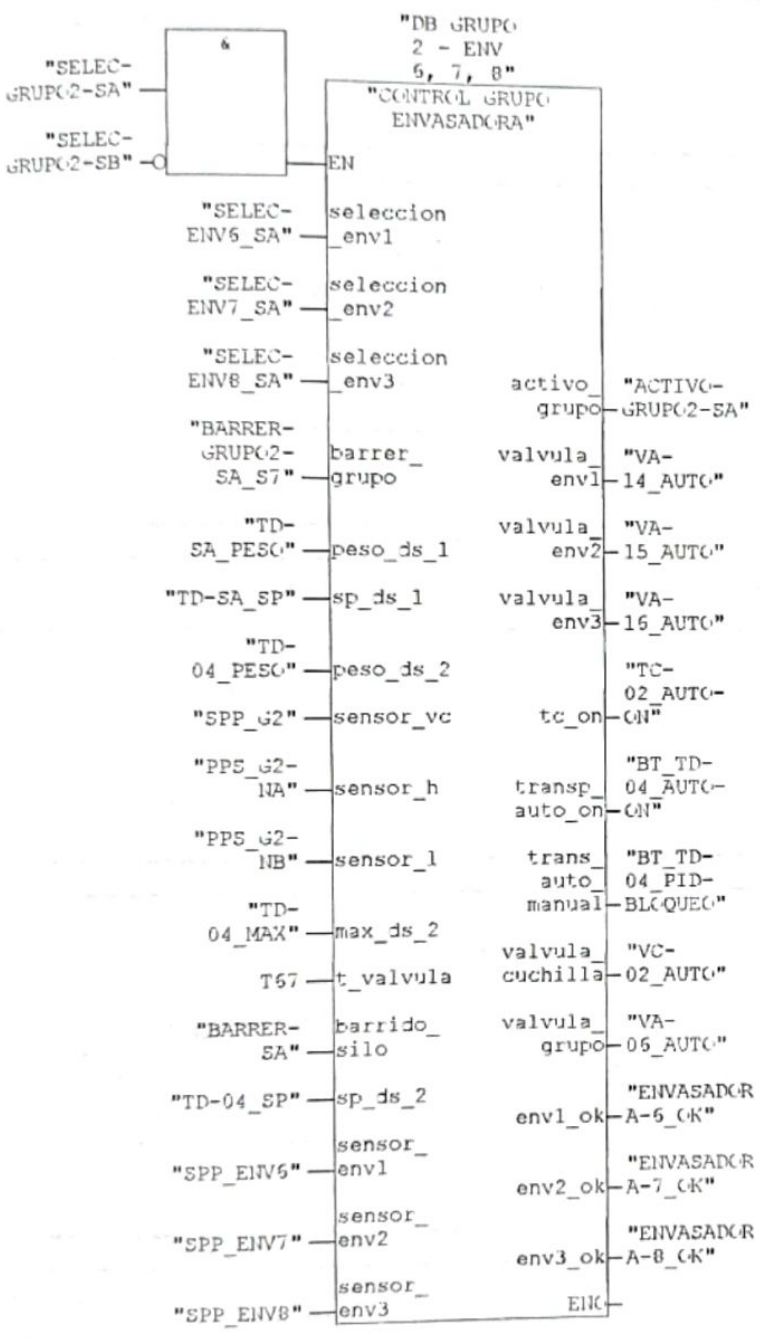 "DB GRUPO
2 - ENV
6, 7, 8"
&
"SELEC-
GRUPO2-SA"
"SELEC-
GRUPO2-SB"
"CONTROL GRUPO
ENVASADORA"
EN
"SELEC-
ENV6_SA"
seleccion
_env1
"SELEC-
ENV7_SA"
seleccion
_env2
"SELEC-
ENV8_SA"
seleccion
_env3
"BARRER-
GRUPO2-
SA_S7"
barrer_
grupo
"TD-
SA_PESO"
peso_ds_1
"TD-SA_SP"
sp_ds_1
"TD-
04_PESO"
peso_ds_2
"SPP_G2"
sensor_vc
"PPS_G2-
NA"
sensor_h
"PPS_G2-
NB"
sensor_l
"TD-
04_MAX"
max_ds_2
T67
t_valvula
"BARRER-
SA"
barrido_
silo
"TD-04_SP"
sp_ds_2
"SPP_ENV6"
sensor_
env1
"SPP_ENV7"
sensor_
env2
"SPP_ENV8"
sensor_
env3
activo_
grupo
"ACTIVO-
GRUPO2-SA"
valvula_
env1
"VA-
14_AUTO"
valvula_
env2
"VA-
15_AUTO"
valvula_
env3
"VA-
16_AUTO"
tc_on
"TC-
02_AUTO-
ON"
transp_
auto_on
"BT_TD-
04_AUTO-
ON"
trans_
auto_
manual
"BT_TD-
04_PID-
BLOQUEO"
valvula_
cuchilla
"VC-
02_AUTO"
valvula_
grupo
"VA-
06_AUTO"
env1_ok
"ENVASADOR
A-6_OK"
env2_ok
"ENVASADOR
A-7_OK"
env3_ok
"ENVASADOR
A-8_OK"
ENO